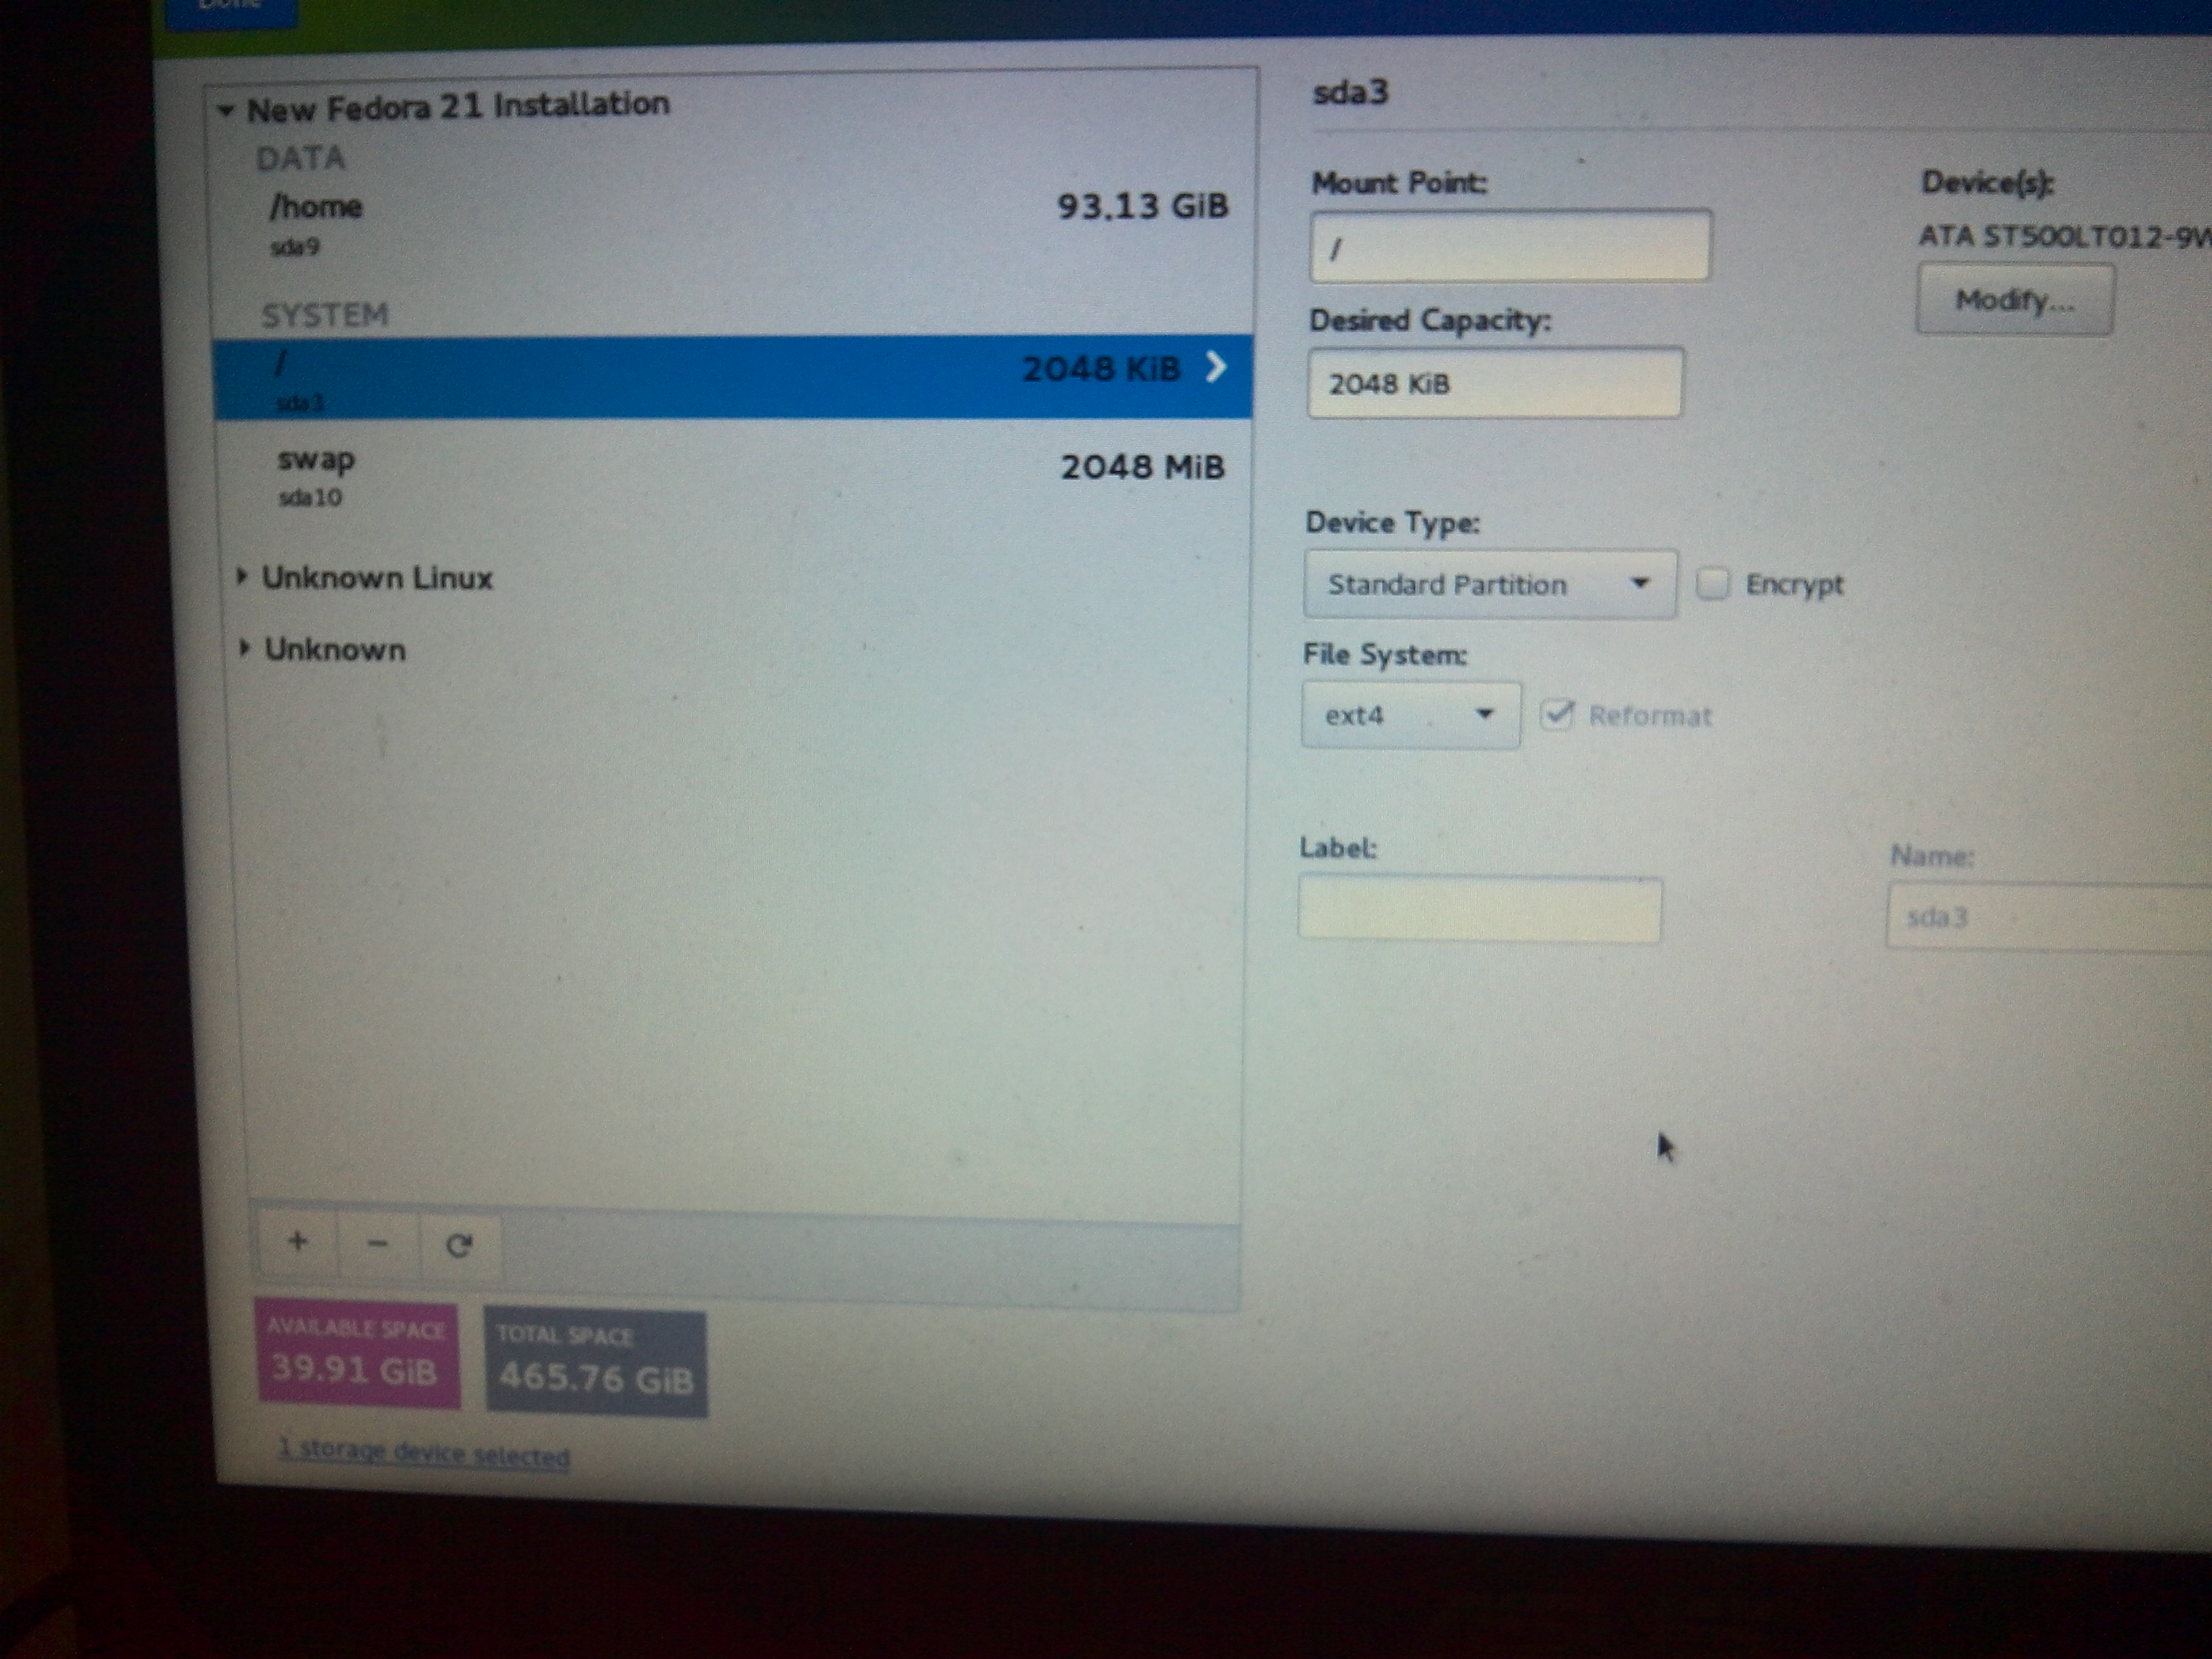 Done
New Fedora 21 Installation
DATA
/home
93.13 GiB
sda9
SYSTEM
/
2048 KiB
sda3
swap
2048 MiB
sda10
Unknown Linux
Unknown
+ −
AVAILABLE SPACE
39.91 GiB
TOTAL SPACE
465.76 GiB
1 storage device selected
sda3
Mount Point:
/
Desired Capacity:
2048 KiB
Device(s):
ATA ST500LT012-9W
Modify...
Device Type:
Standard Partition
Encrypt
File System:
ext4
Reformat
Label:
Name:
sda3